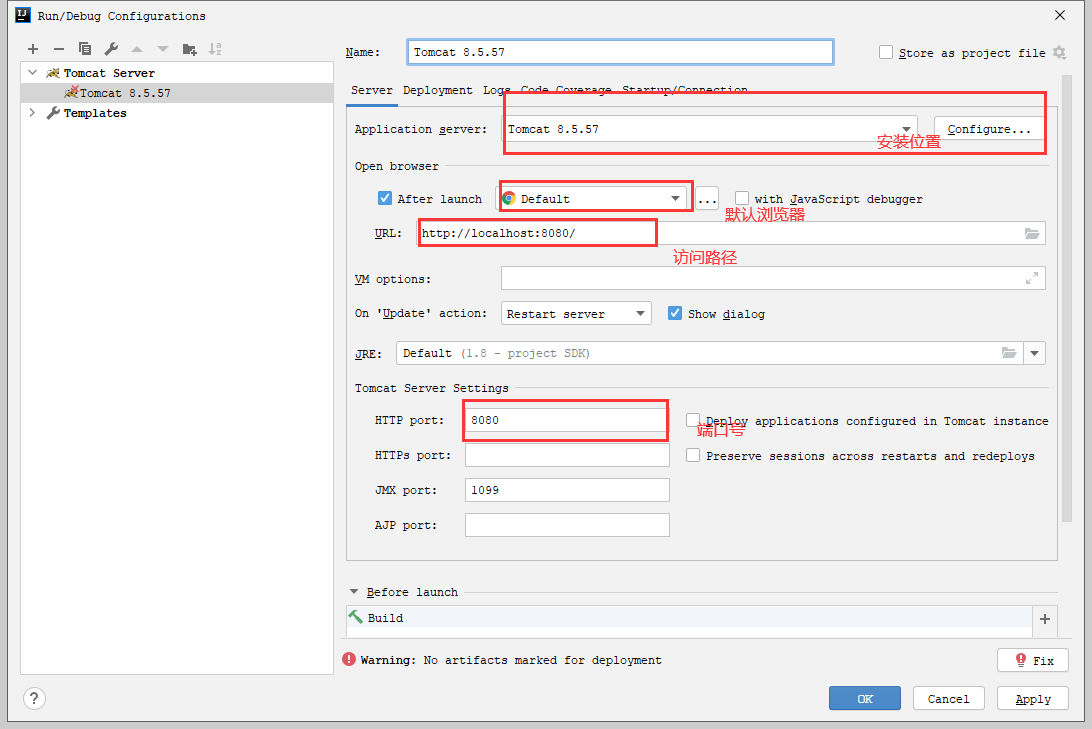 Run/Debug Configurations
Name: Tomcat 8.5.57
Store as project file
Tomcat Server
Tomcat 8.5.57
Templates
Server Deployment Logs Code Coverage Startup/Connection
Application server: Tomcat 8.5.57 Configure...
安装位置
Open browser
After launch Default ... with JavaScript debugger
默认浏览器
URL: http://localhost:8080/
访问路径
VM options:
On 'Update' action: Restart server Show dialog
JRE: Default (1.8 - project SDK)
Tomcat Server Settings
HTTP port: 8080 Deploy applications configured in Tomcat instance
端口号
HTTPs port: Preserve sessions across restarts and redeploys
JMX port: 1099
AJP port:
Before launch
Build
Warning: No artifacts marked for deployment Fix
? OK Cancel Apply